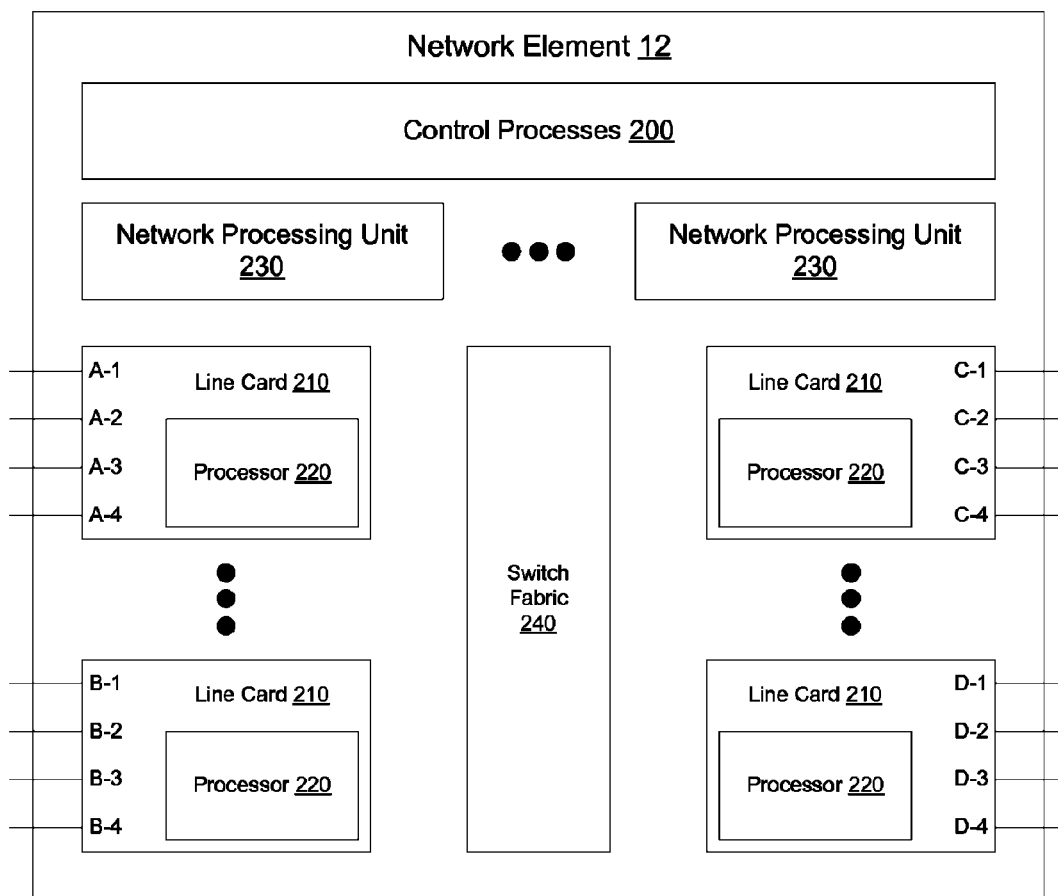 Network Element 12
Control Processes 200
Network Processing Unit
230
Network Processing Unit
230
A-1
Line Card 210
A-2
A-3
Processor 220
A-4
Line Card 210
C-1
C-2
Processor 220
C-3
C-4
Switch
Fabric
240
B-1
Line Card 210
B-2
B-3
Processor 220
B-4
Line Card 210
D-1
D-2
Processor 220
D-3
D-4